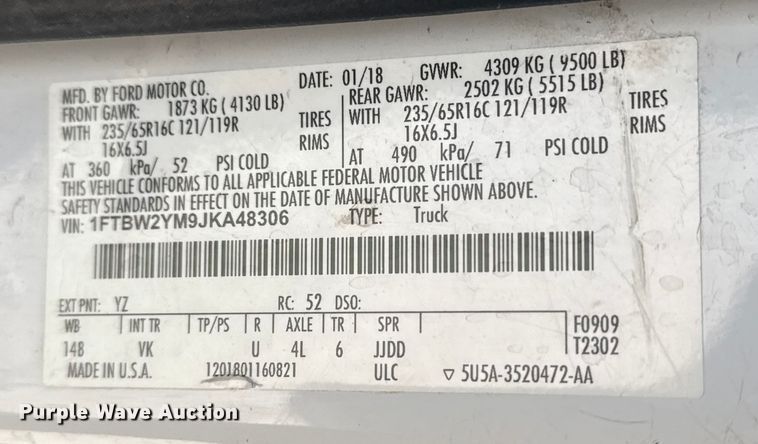 MFD. BY FORD MOTOR CO. DATE: 01/18 GVWR: 4309 KG ( 9500 LB)
FRONT GAWR: 1873 KG ( 4130 LB) REAR GAWR: 2502 KG ( 5515 LB)
WITH 235/65R16C 121/119R TIRES WITH 235/65R16C 121/119R TIRES
16X6.5J RIMS 16X6.5J RIMS
AT 360 kPa/ 52 PSI COLD AT 490 kPa/ 71 PSI COLD
THIS VEHICLE CONFORMS TO ALL APPLICABLE FEDERAL MOTOR VEHICLE
SAFETY STANDARDS IN EFFECT ON THE DATE OF MANUFACTURE SHOWN ABOVE.
VIN: 1FTBW2YM9JKA48306 TYPE: Truck
EXT PNT: YZ RC: 52 DSO:
WB INT TR TP/PS R AXLE TR SPR F0909
148 VK U 4L 6 JJDD T2302
MADE IN U.S.A. 1201801160821 ULC ▽ 5U5A-3520472-AA
Purple Wave Auction